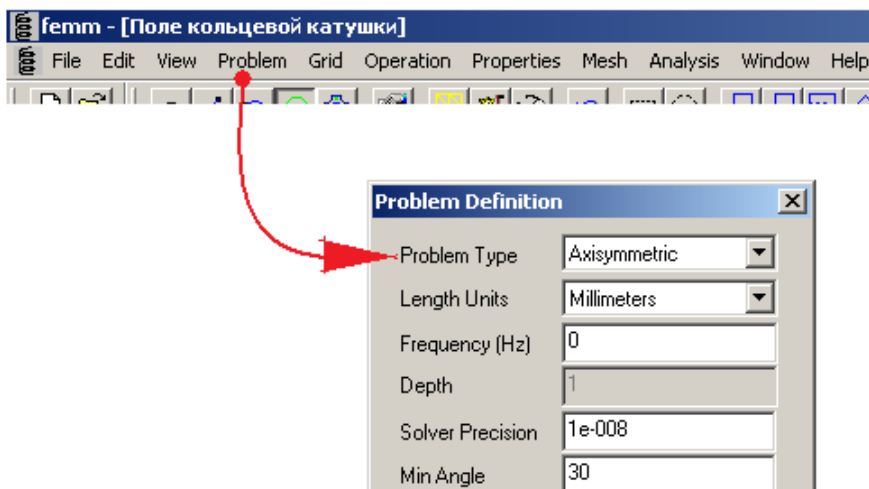 femm - [Поле кольцевой катушки]
File Edit View Problem Grid Operation Properties Mesh Analysis Window Help
Problem Definition
Problem Type Axisymmetric
Length Units Millimeters
Frequency (Hz) 0
Depth 1
Solver Precision 1e-008
Min Angle 30